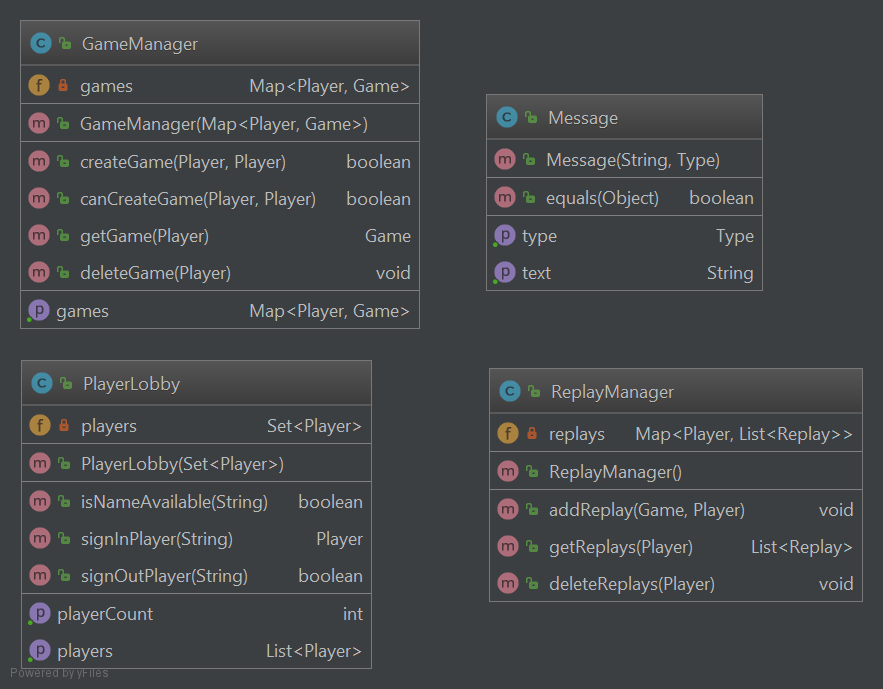 GameManager
games Map<Player, Game>
GameManager(Map<Player, Game>)
createGame(Player, Player) boolean
canCreateGame(Player, Player) boolean
getGame(Player) Game
deleteGame(Player) void
games Map<Player, Game>
Message
Message(String, Type)
equals(Object) boolean
type Type
text String
PlayerLobby
players Set<Player>
PlayerLobby(Set<Player>)
isNameAvailable(String) boolean
signInPlayer(String) Player
signOutPlayer(String) boolean
playerCount int
players List<Player>
ReplayManager
replays Map<Player, List<Replay>>
ReplayManager()
addReplay(Game, Player) void
getReplays(Player) List<Replay>
deleteReplays(Player) void
Powered by yFiles